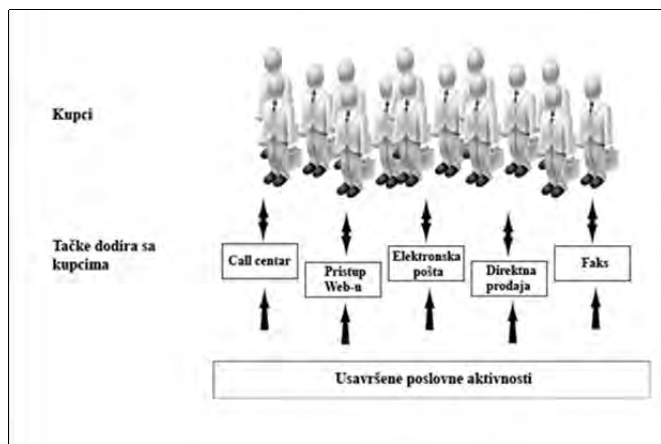 Kupci
Tačke dodira sa
kupcima
Call centar
Pristup
Web-u
Elektronska
pošta
Direktna
prodaja
Faks
Usavršene poslovne aktivnosti